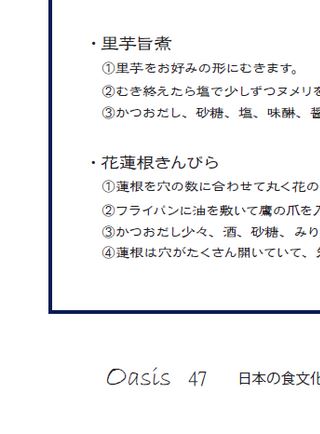 ・里芋旨煮
①里芋をお好みの形にむきます。
②むき終えたら塩で少しずつヌメリを
③かつおだし、砂糖、塩、味醂、醤
・花蓮根きんぴら
①蓮根を穴の数に合わせて丸く花の
②フライパンに油を敷いて鷹の爪を入
③かつおだし少々、酒、砂糖、みり
④蓮根は穴がたくさん開いていて、先
Oasis 47 日本の食文化